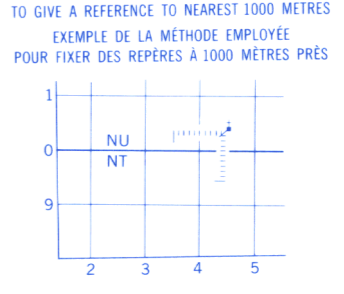 TO GIVE A REFERENCE TO NEAREST 1000 METRES
EXEMPLE DE LA MÉTHODE EMPLOYÉE
POUR FIXER DES REPÈRES À 1000 MÈTRES PRÈS
1
NU
0
NT
9
2 3 4 5